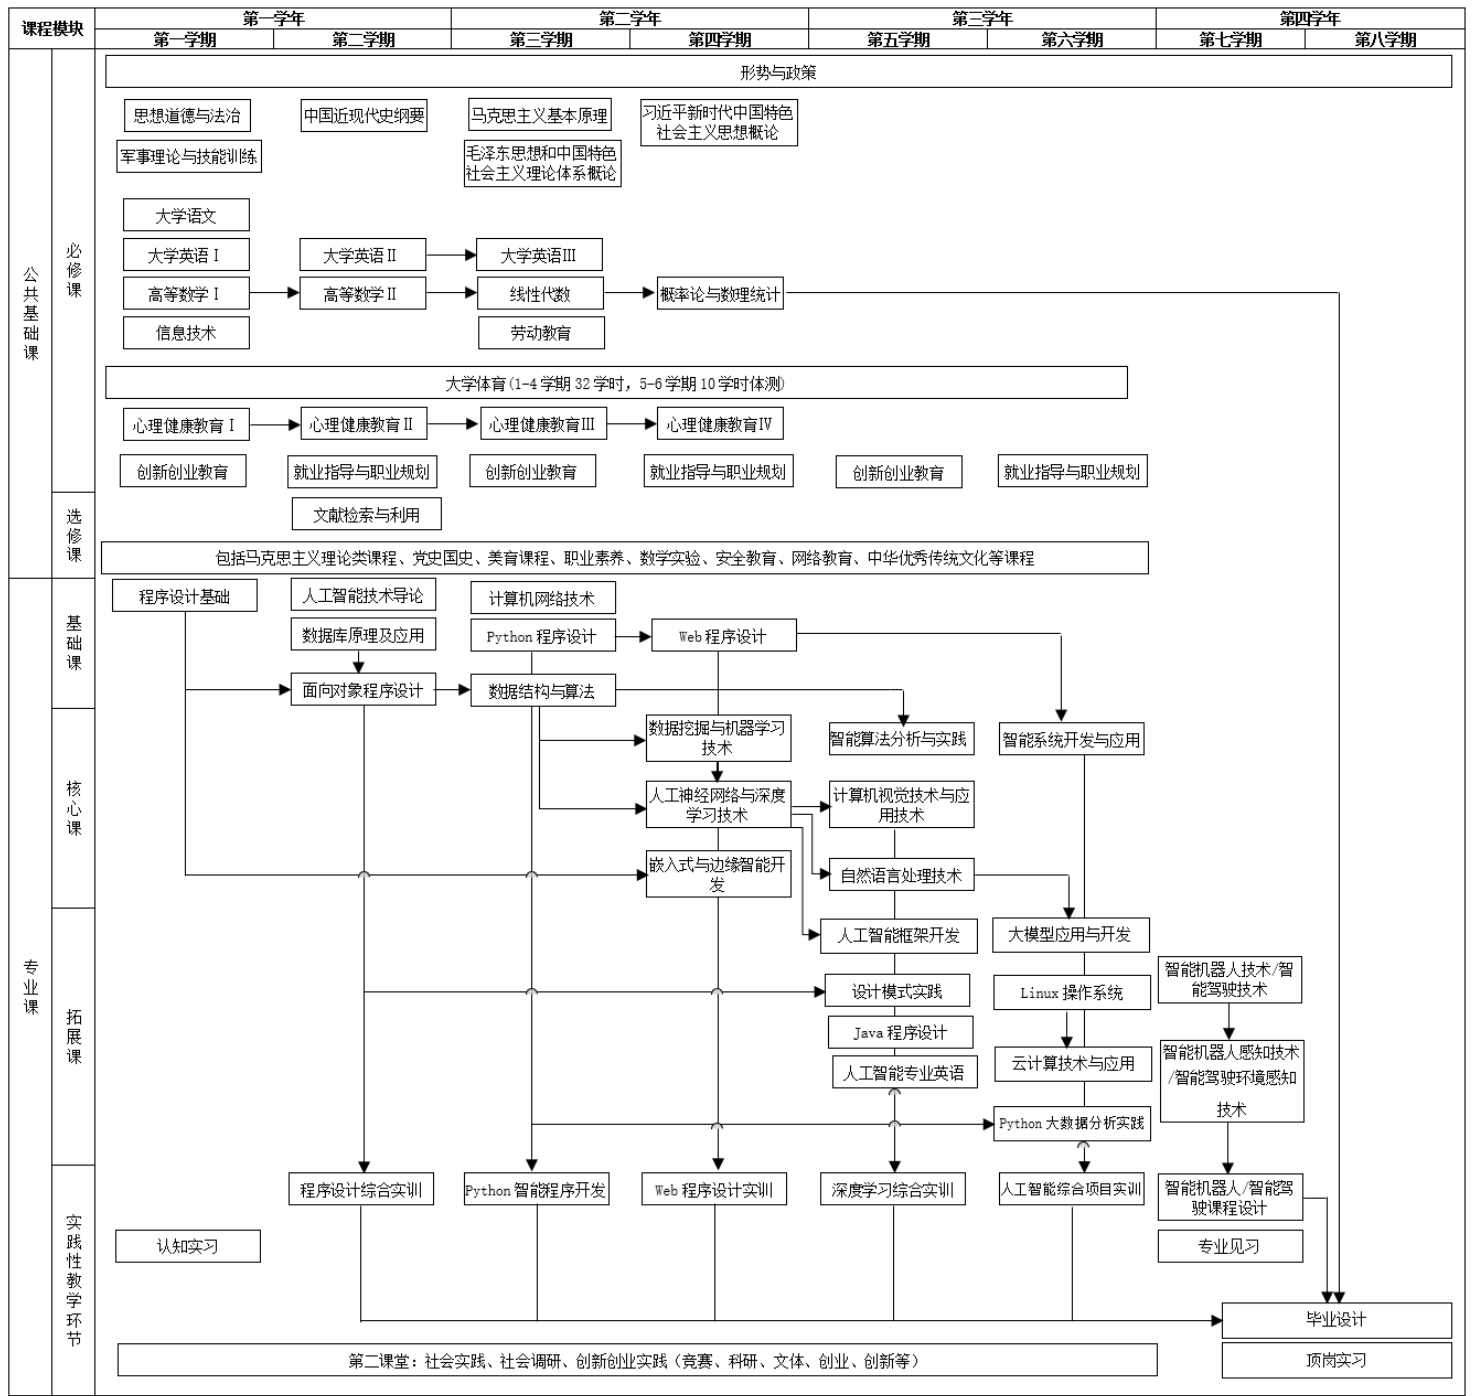 课程模块
第一学年
第二学年
第三学年
第四学年
第一学期
第二学期
第三学期
第四学期
第五学期
第六学期
第七学期
第八学期
公共基础课
必修课
形势与政策
思想道德与法治
中国近现代史纲要
马克思主义基本原理
习近平新时代中国特色
社会主义思想概论
军事理论与技能训练
毛泽东思想和中国特色
社会主义理论体系概论
大学语文
大学英语Ⅰ
大学英语Ⅱ
大学英语Ⅲ
高等数学Ⅰ
高等数学Ⅱ
线性代数
概率论与数理统计
信息技术
劳动教育
大学体育(1-4学期32学时，5-6学期10学时体测)
心理健康教育Ⅰ
心理健康教育Ⅱ
心理健康教育Ⅲ
心理健康教育Ⅳ
创新创业教育
就业指导与职业规划
创新创业教育
就业指导与职业规划
创新创业教育
就业指导与职业规划
选修课
文献检索与利用
包括马克思主义理论类课程、党史国史、美育课程、职业素养、数学实验、安全教育、网络教育、中华优秀传统文化等课程
专业课
基础课
程序设计基础
人工智能技术导论
计算机网络技术
数据库原理及应用
Python程序设计
Web程序设计
面向对象程序设计
数据结构与算法
核心课
数据挖掘与机器学习
技术
智能算法分析与实践
智能系统开发与应用
人工神经网络与深度
学习技术
计算机视觉技术与应
用技术
嵌入式与边缘智能开
发
自然语言处理技术
拓展课
人工智能框架开发
大模型应用与开发
智能机器人技术/智
能驾驶技术
设计模式实践
Linux操作系统
Java程序设计
智能机器人感知技术
/智能驾驶环境感知
技术
云计算技术与应用
人工智能专业英语
Python大数据分析实践
实践性教学环节
程序设计综合实训
Python智能程序开发
Web程序设计实训
深度学习综合实训
人工智能综合项目实训
智能机器人/智能驾
驶课程设计
认知实习
专业见习
毕业设计
第二课堂：社会实践、社会调研、创新创业实践（竞赛、科研、文体、创业、创新等）
顶岗实习